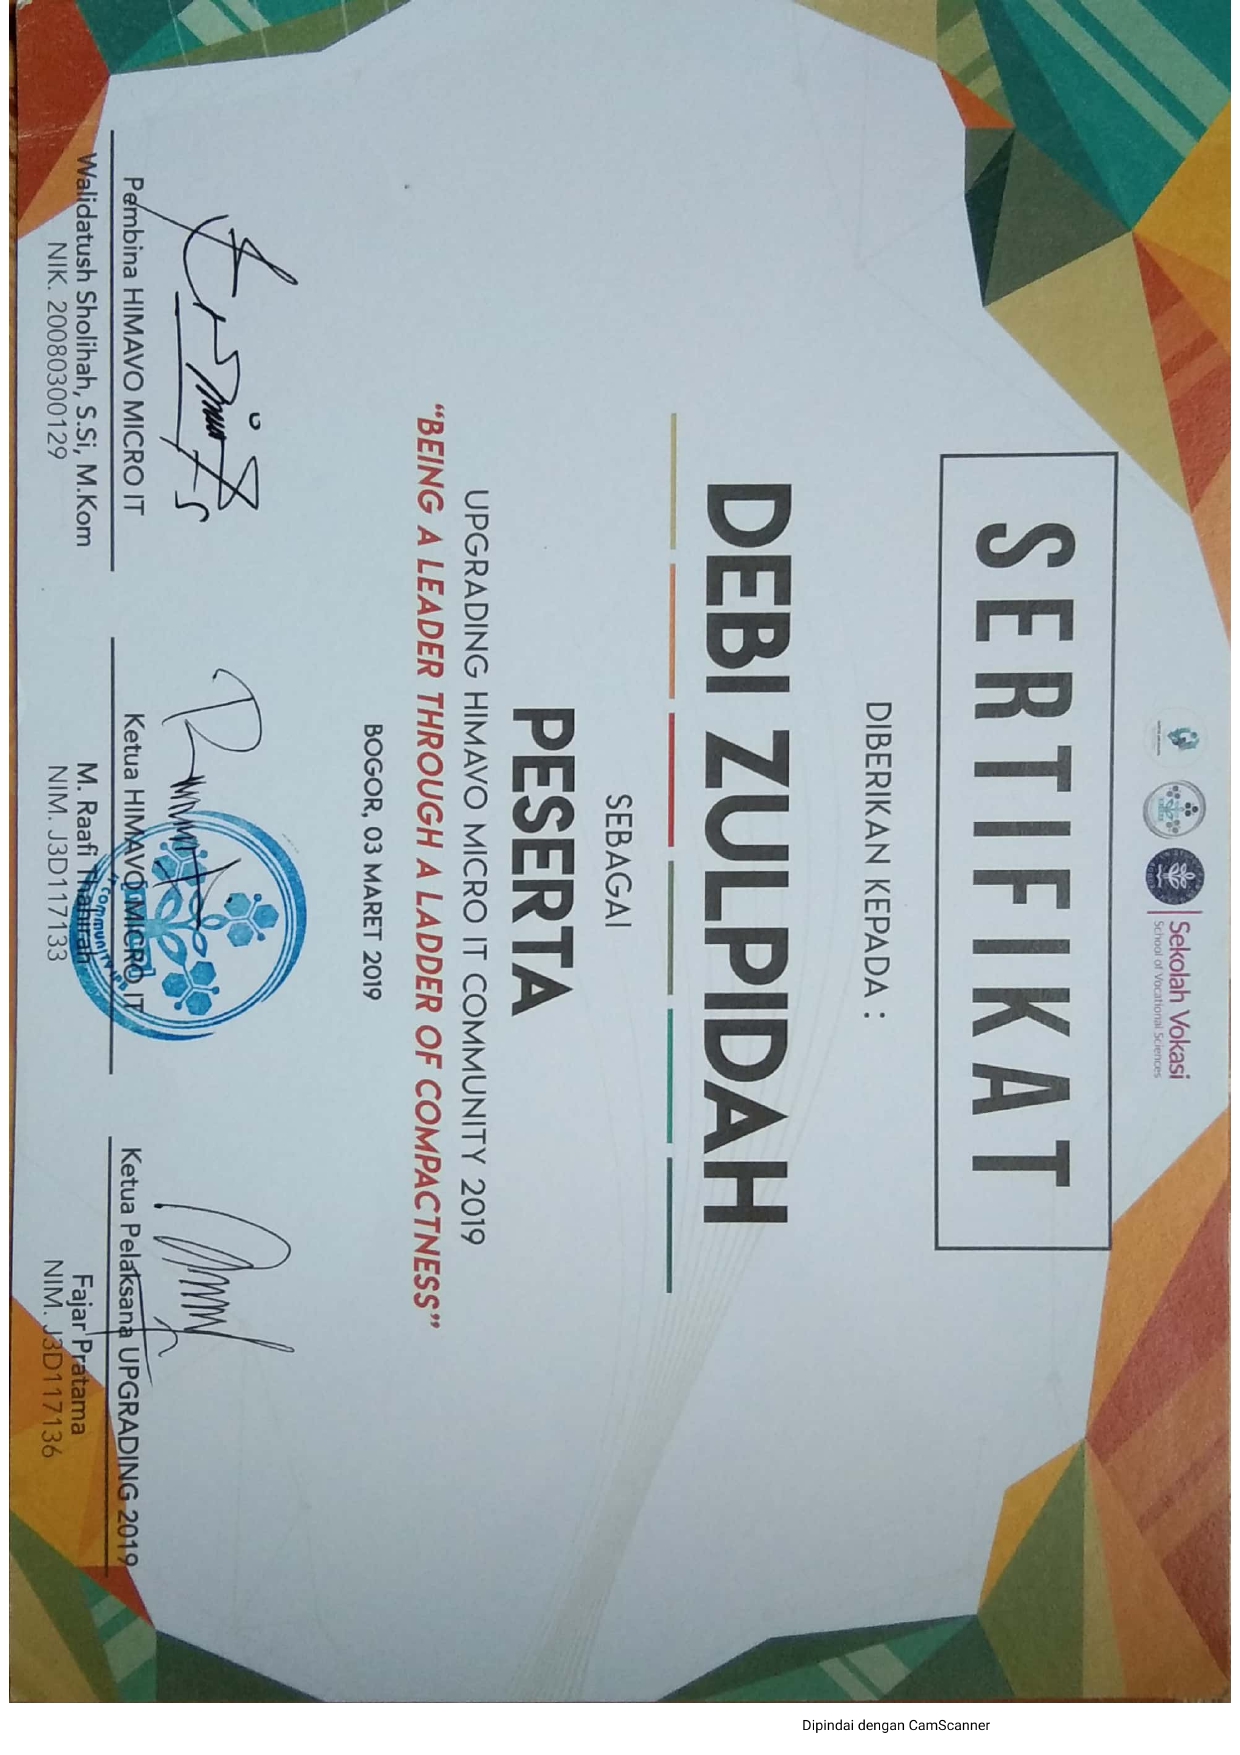 Sekolah Vokasi
School of Vocational Sciences
SERTIFIKAT
DIBERIKAN KEPADA :
DEBI ZULPIDAH
SEBAGAI
PESERTA
UPGRADING HIMAVO MICRO IT COMMUNITY 2019
“BEING A LEADER THROUGH A LADDER OF COMPACTNESS”
BOGOR, 03 MARET 2019
Pembina HIMAVO MICRO IT
Walidatush Sholihah, S.Si, M.Kom
NIK. 20080300129
Ketua HIMAVO MICRO IT
IT COMMUNITY IPB
M. Raafi Thahirah
NIM. J3D117133
Ketua Pelaksana UPGRADING 2019
Fajar Pratama
NIM. J3D117136
Dipindai dengan CamScanner